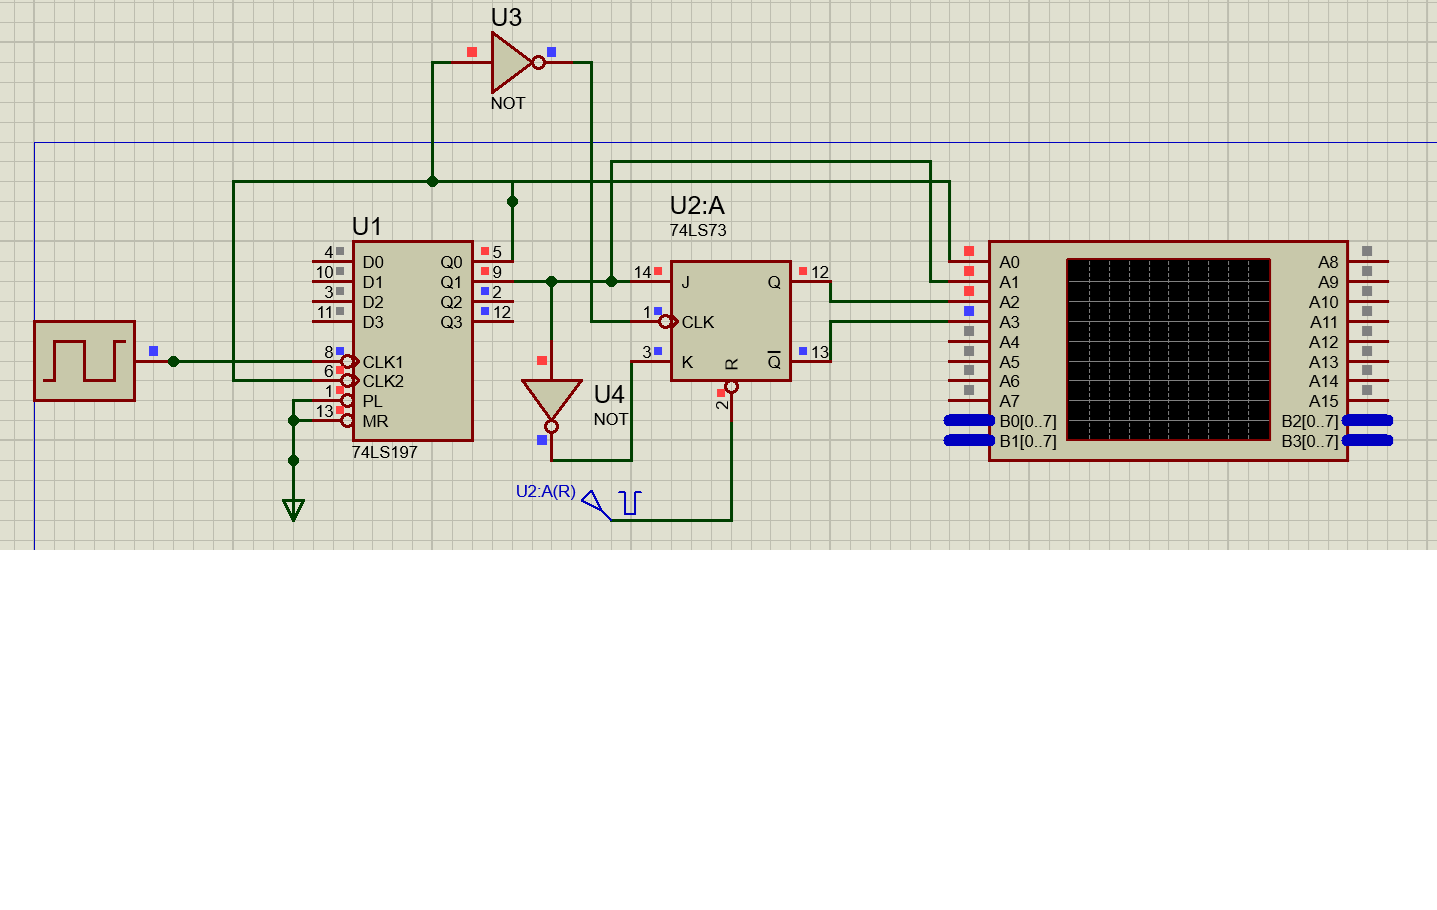 U3
NOT
U1
4 D0 Q0 5
10 D1 Q1 9
3 D2 Q2 2
11 D3 Q3 12
8 CLK1
6 CLK2
1 PL
13 MR
74LS197
U4
NOT
U2:A
74LS73
14 J Q 12
1 CLK
3 K R Q 13
2
U2:A(R)
A0 A8
A1 A9
A2 A10
A3 A11
A4 A12
A5 A13
A6 A14
A7 A15
B0[0..7] B2[0..7]
B1[0..7] B3[0..7]